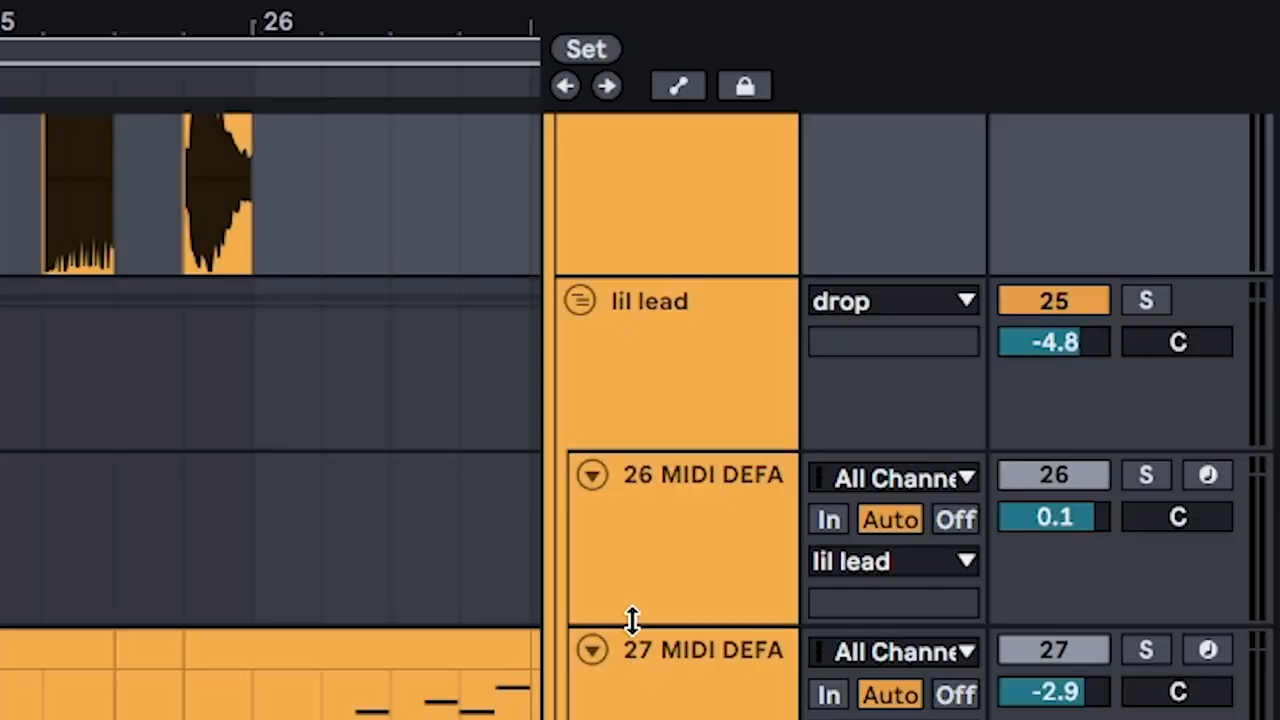 5 26
Set
lil lead drop 25 S
-4.8 C
26 MIDI DEFA All Channe 26 S
In Auto Off 0.1 C
lil lead
27 MIDI DEFA All Channe 27 S
In Auto Off -2.9 C